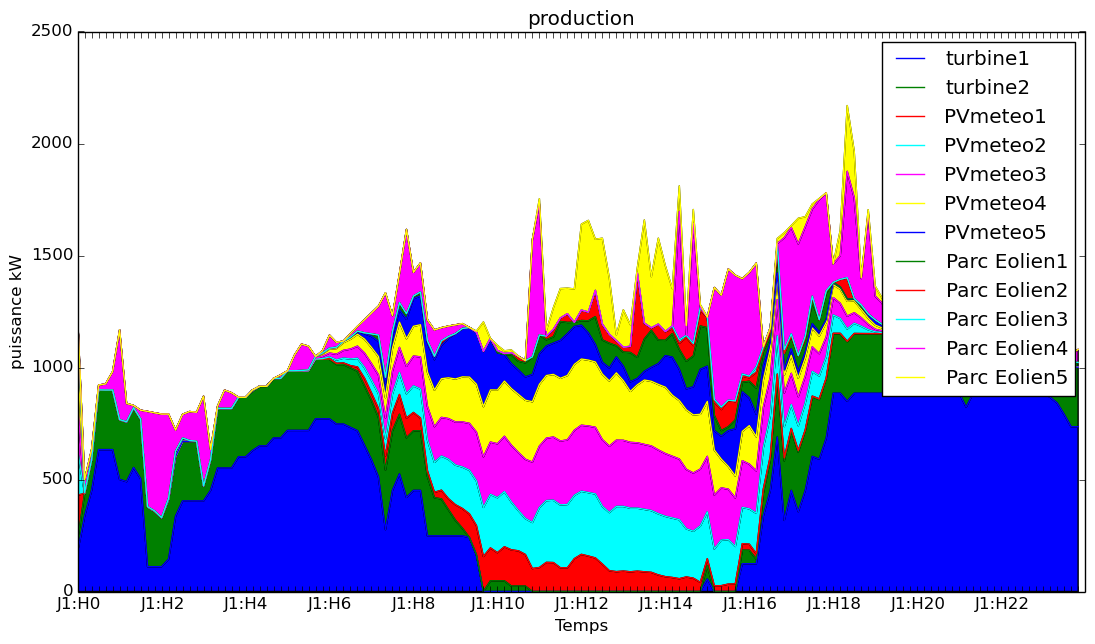 production
2500
2000
1500
1000
500
0
puissance kW
turbine1
turbine2
PVmeteo1
PVmeteo2
PVmeteo3
PVmeteo4
PVmeteo5
Parc Eolien1
Parc Eolien2
Parc Eolien3
Parc Eolien4
Parc Eolien5
J1:H0 J1:H2 J1:H4 J1:H6 J1:H8 J1:H10 J1:H12 J1:H14 J1:H16 J1:H18 J1:H20 J1:H22
Temps